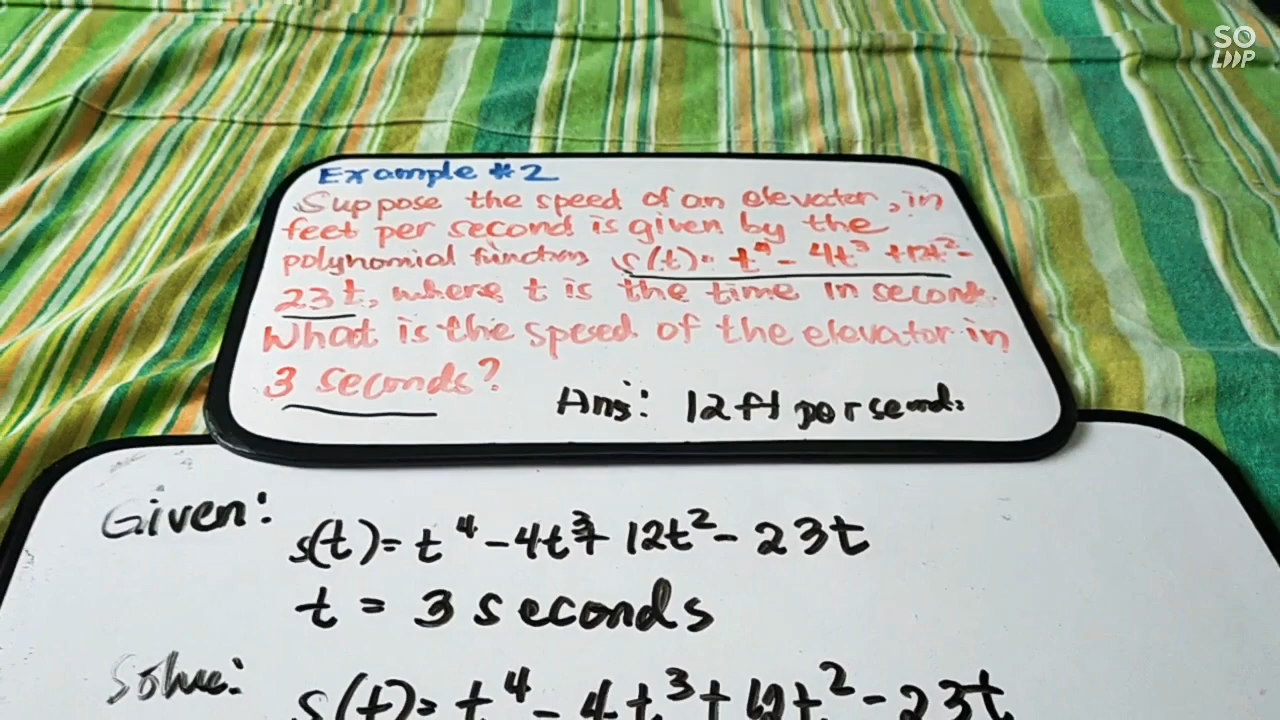 SO
LOOP
Example #2
Suppose the speed of an elevator, in
feet per second is given by the
polynomial function s(t) = t⁴ - 4t³ + 12t² -
23t, where t is the time in second.
What is the speed of the elevator in
3 seconds?
Ans: 12 ft per second.
Given:
s(t) = t⁴ - 4t³ + 12t² - 23t
t = 3 seconds
Solve:
s(t) = t⁴ - 4t³ + 12t² - 23t